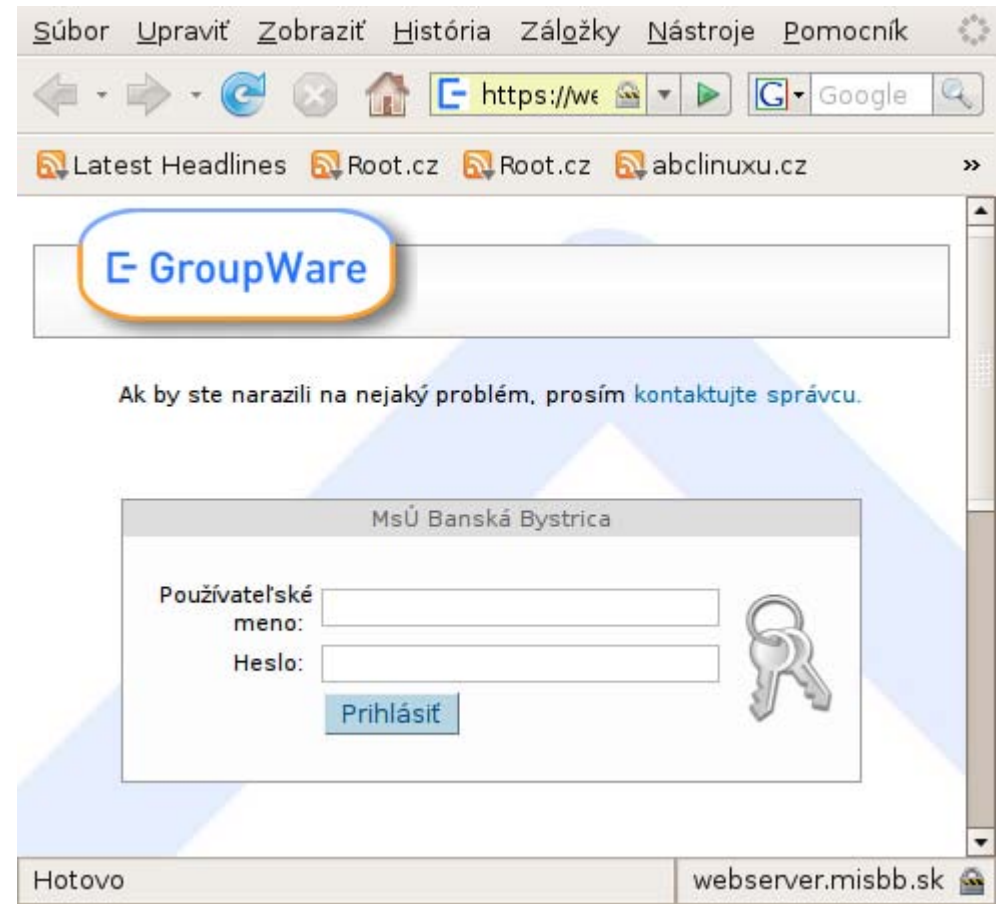 Súbor Upraviť Zobraziť História Záložky Nástroje Pomocník
https://we G Google
Latest Headlines Root.cz Root.cz abclinuxu.cz »
E- GroupWare
Ak by ste narazili na nejaký problém, prosím kontaktujte správcu.
MsÚ Banská Bystrica
Používateľské
meno:
Heslo:
Prihlásiť
Hotovo webserver.misbb.sk